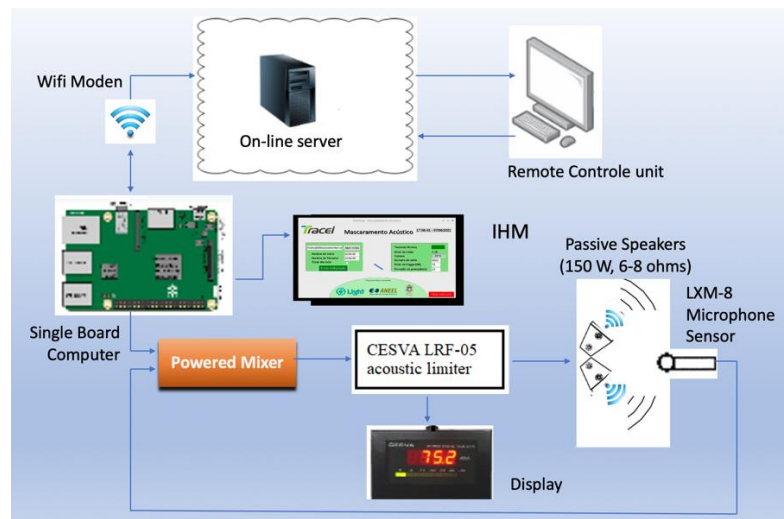 Wifi Moden
On-line server
Remote Controle unit
Tracel
Mascaramento Acústico
IHM
Light
ANEEL
Passive Speakers
(150 W, 6-8 ohms)
LXM-8
Microphone
Sensor
Single Board
Computer
Powered Mixer
CESVA LRF-05
acoustic limiter
75.2
Display